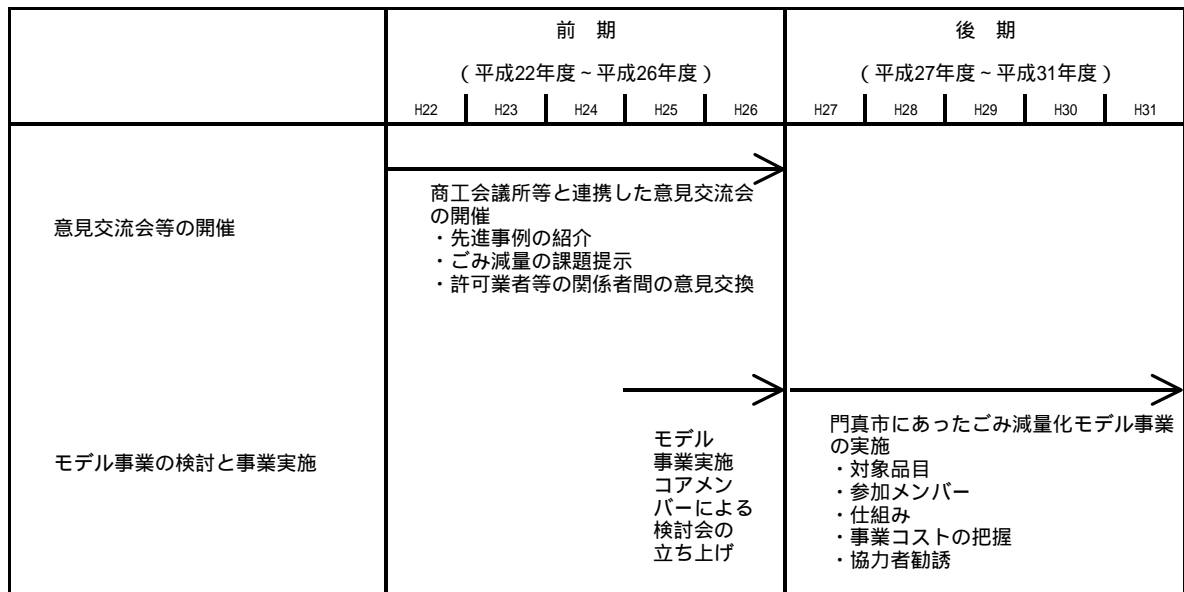 前　期
後　期
（平成22年度～平成26年度）
（平成27年度～平成31年度）
H22 H23 H24 H25 H26 H27 H28 H29 H30 H31
意見交流会等の開催
商工会議所等と連携した意見交流会
の開催
・先進事例の紹介
・ごみ減量の課題提示
・許可業者等の関係者間の意見交換
モデル事業の検討と事業実施
モデル
事業実施
コアメン
バーによる
検討会の
立ち上げ
門真市にあったごみ減量化モデル事業
の実施
・対象品目
・参加メンバー
・仕組み
・事業コストの把握
・協力者勧誘